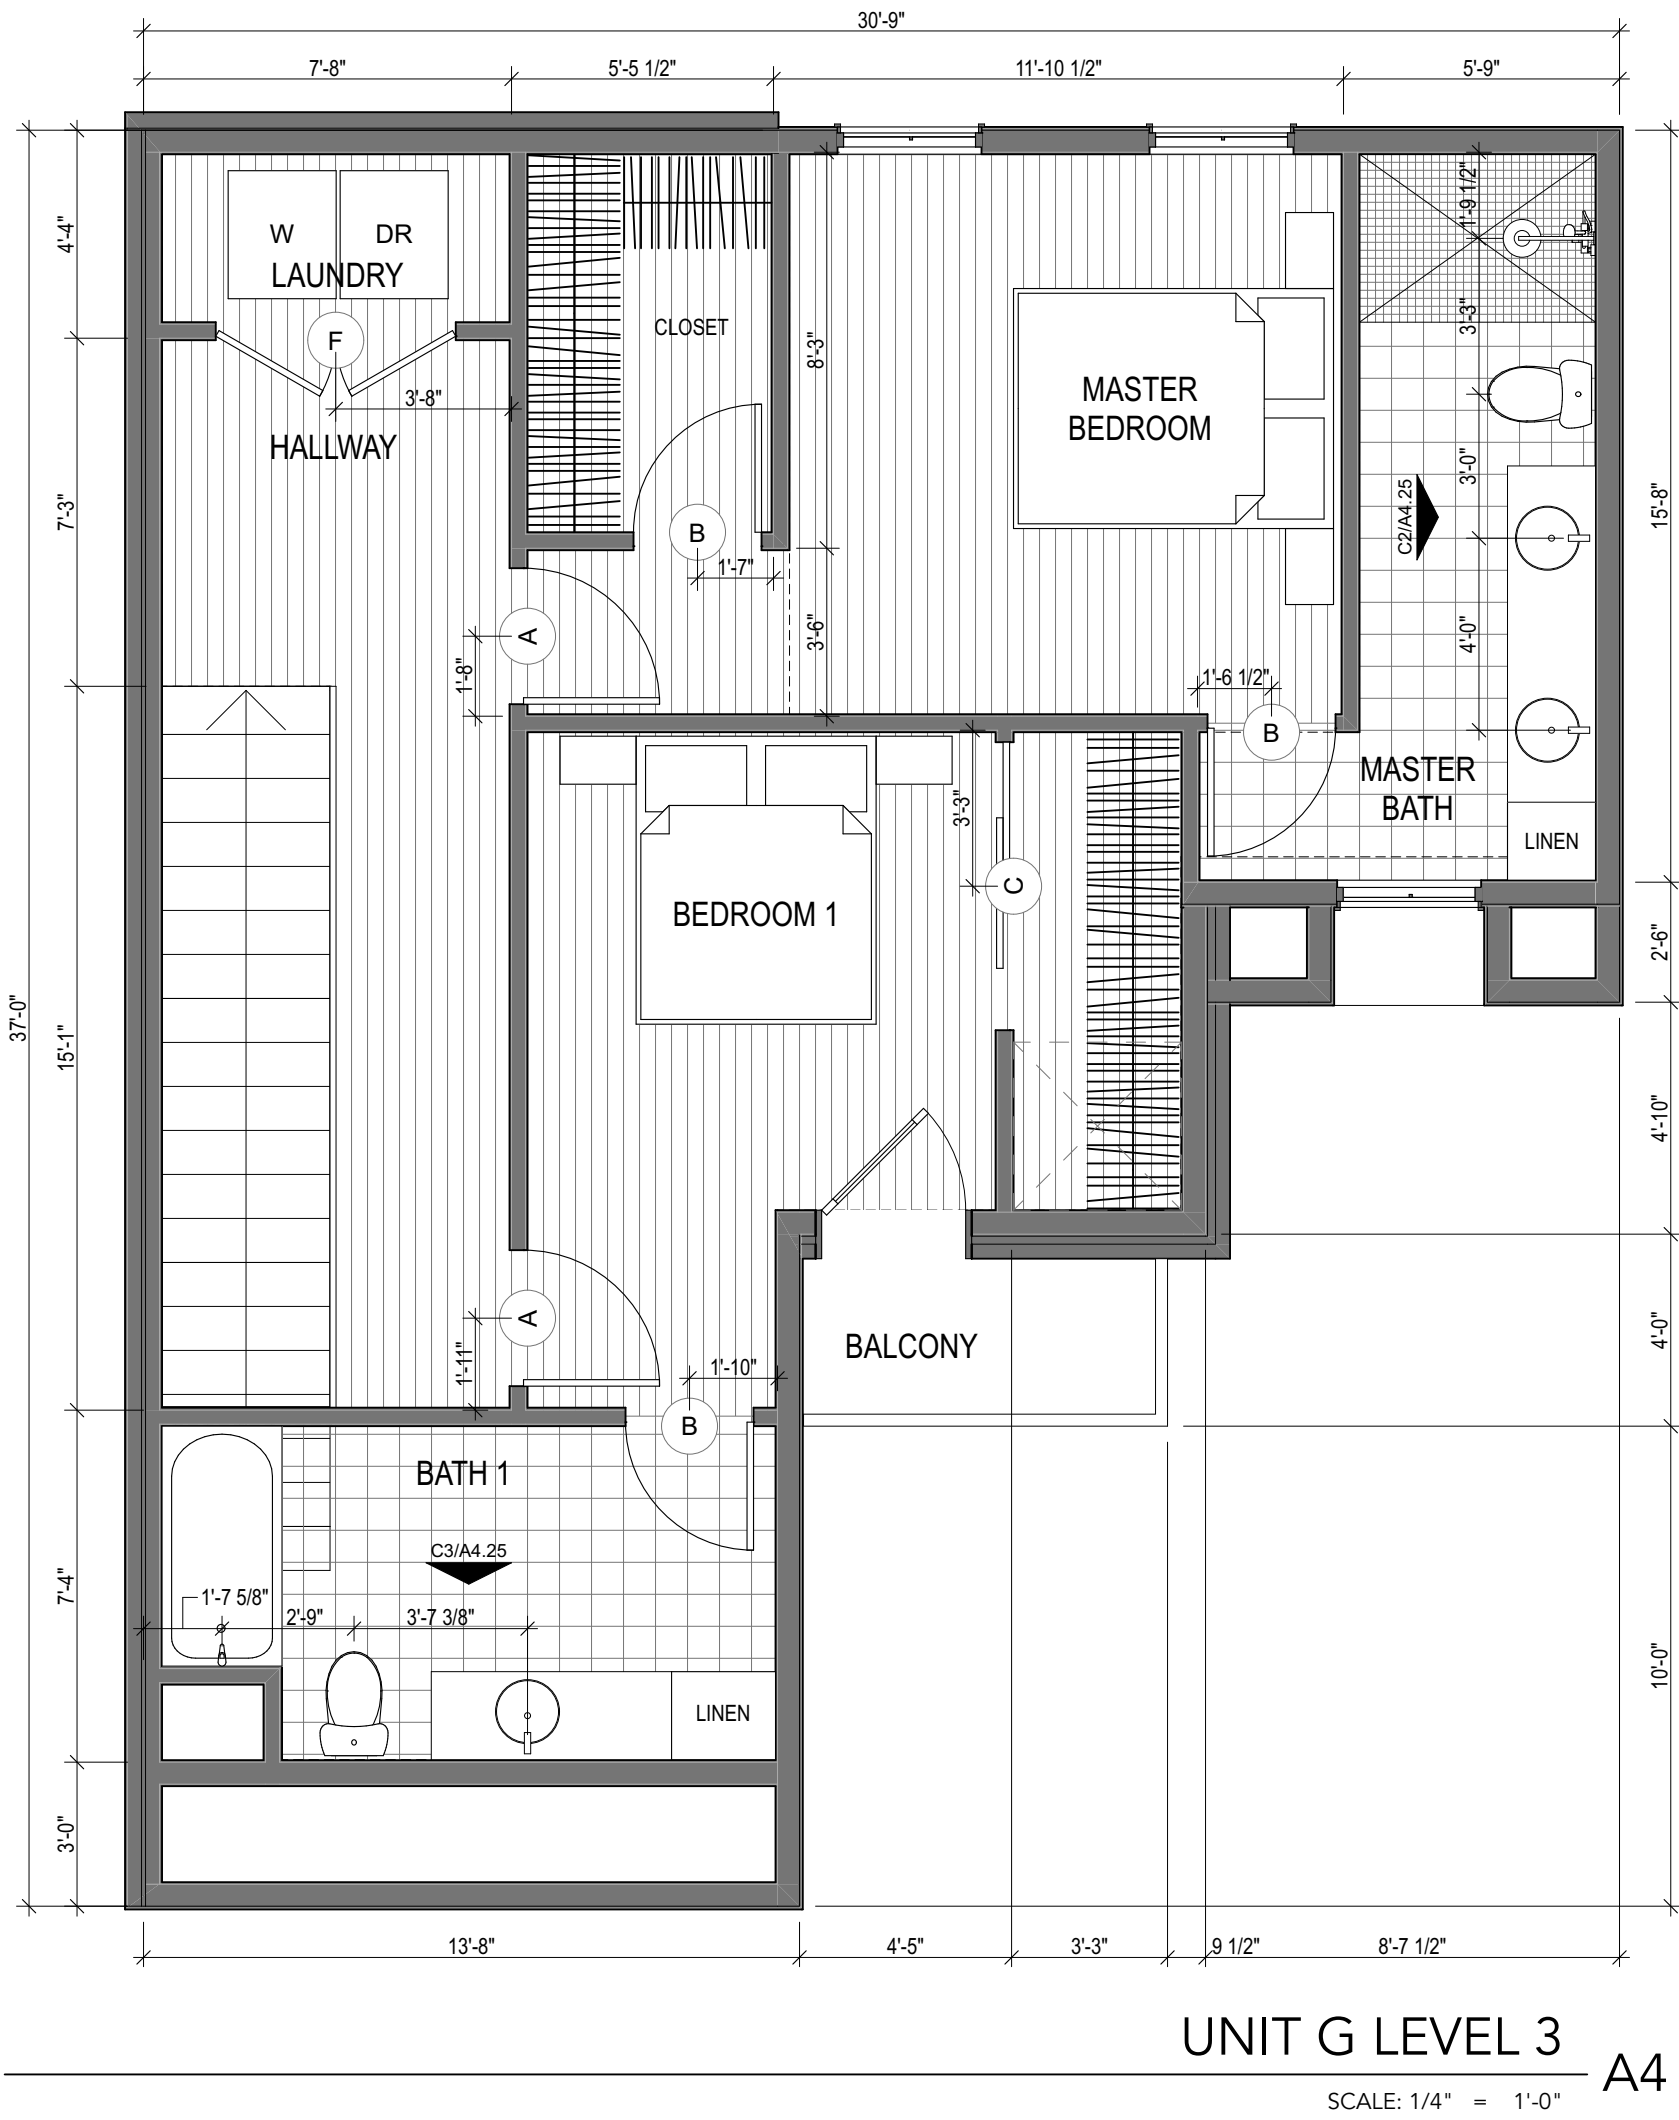 30'-9"
7'-8" 5'-5 1/2" 11'-10 1/2" 5'-9"
1'-9 1/2"
4'-4"
W DR
LAUNDRY
CLOSET
F
3'-3"
8'-3"
3'-8"
MASTER
BEDROOM
HALLWAY
3'-0"
7'-3"
C2/A4.25
15'-8"
B
1'-7"
A
3'-6"
4'-0"
1'-8"
1'-6 1/2"
B
MASTER
BATH
3'-3"
LINEN
C
BEDROOM 1
2'-6"
37'-0"
15'-1"
4'-10"
A
BALCONY
4'-0"
1'-11"
1'-10"
B
BATH 1
C3/A4.25
7'-4"
1'-7 5/8"
2'-9" 3'-7 3/8"
10'-0"
LINEN
3'-0"
13'-8" 4'-5" 3'-3" 9 1/2" 8'-7 1/2"
UNIT G LEVEL 3
A4
SCALE: 1/4" = 1'-0"